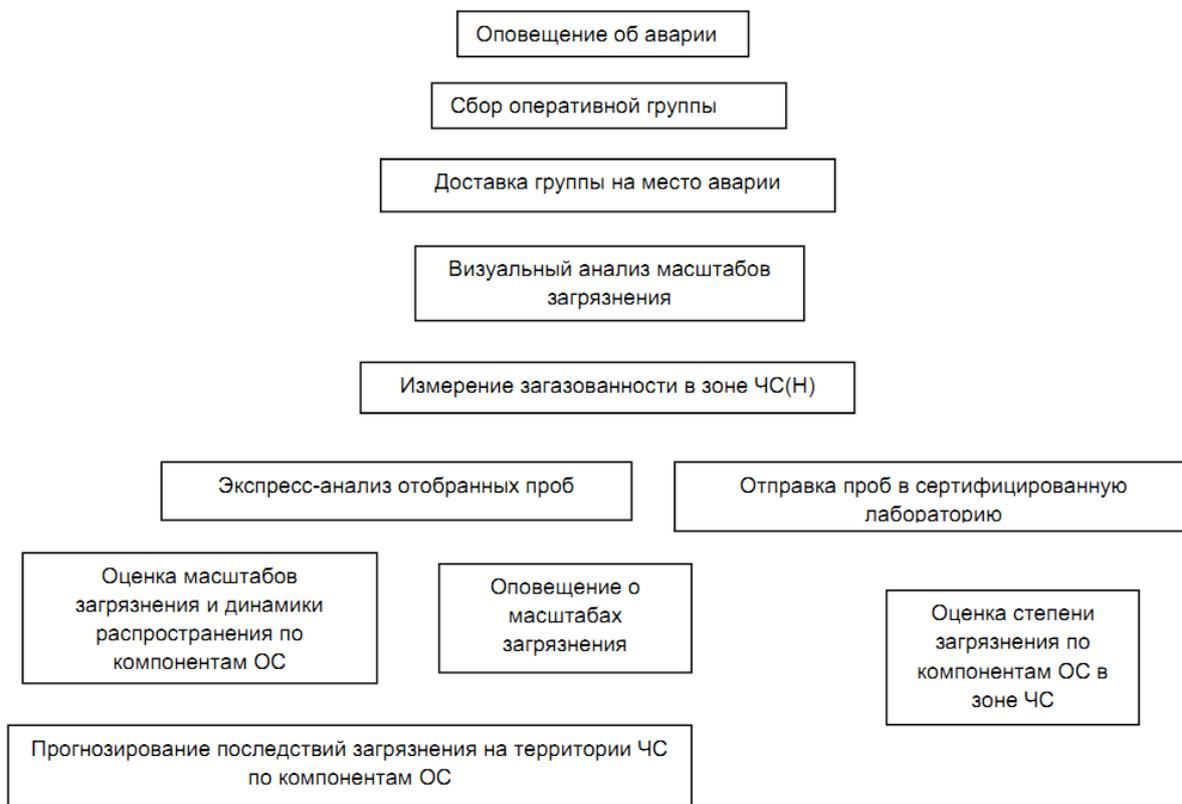 Оповещение об аварии
Сбор оперативной группы
Доставка группы на место аварии
Визуальный анализ масштабов
загрязнения
Измерение загазованности в зоне ЧС(Н)
Экспресс-анализ отобранных проб
Отправка проб в сертифицированную
лабораторию
Оценка масштабов
загрязнения и динамики
распространения по
компонентам ОС
Оповещение о
масштабах
загрязнения
Оценка степени
загрязнения по
компонентам ОС в
зоне ЧС
Прогнозирование последствий загрязнения на территории ЧС
по компонентам ОС